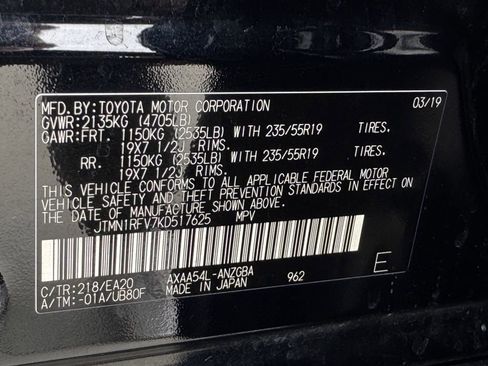 MFD.BY:TOYOTA MOTOR CORPORATION 03/19
GVWR:2135KG (4705LB)
GAWR:FRT. 1150KG (2535LB) WITH 235/55R19 TIRES.
19X7 1/2J RIMS.
RR. 1150KG (2535LB) WITH 235/55R19 TIRES.
19X7 1/2J RIMS.
THIS VEHICLE CONFORMS TO ALL APPLICABLE FEDERAL MOTOR
VEHICLE SAFETY AND THEFT PREVENTION STANDARDS IN EFFECT
ON THE DATE OF MANUFACTURE SHOWN ABOVE.
JTMN1RFV7KD517625 MPV
C/TR:218/EA20 AXAA54L-ANZGBA
A/TM:-01A/UB80F MADE IN JAPAN 962 E